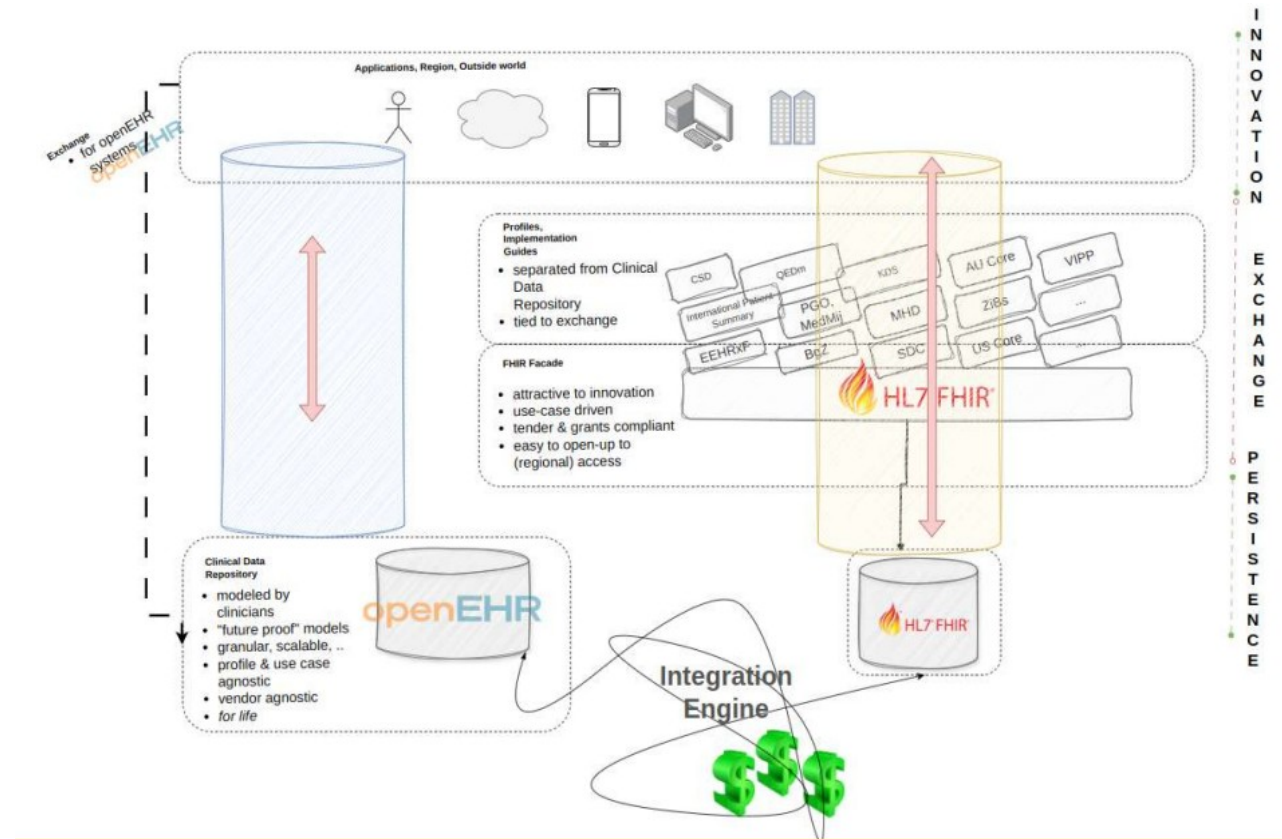 Applications, Region, Outside world
Exchange
• for openEHR
systems
openEHR
Profiles,
Implementation
Guides
• separated from Clinical
Data
Repository
• tied to exchange
CSD
QEDm
KDS
AU Core
VIPP
International Patient
Summary
PGO,
MedMij
MHD
ZiBs
...
EEHRxF
BgZ
SDC
US Core
...
FHIR Facade
• attractive to innovation
• use-case driven
• tender & grants compliant
• easy to open-up to
(regional) access
HL7 FHIR®
Clinical Data
Repository
• modeled by
clinicians
• "future proof" models
• granular, scalable, ..
• profile & use case
agnostic
• vendor agnostic
• for life
openEHR
HL7 FHIR
Integration
Engine
$ $ $
INNOVATION
EXCHANGE
PERSISTENCE